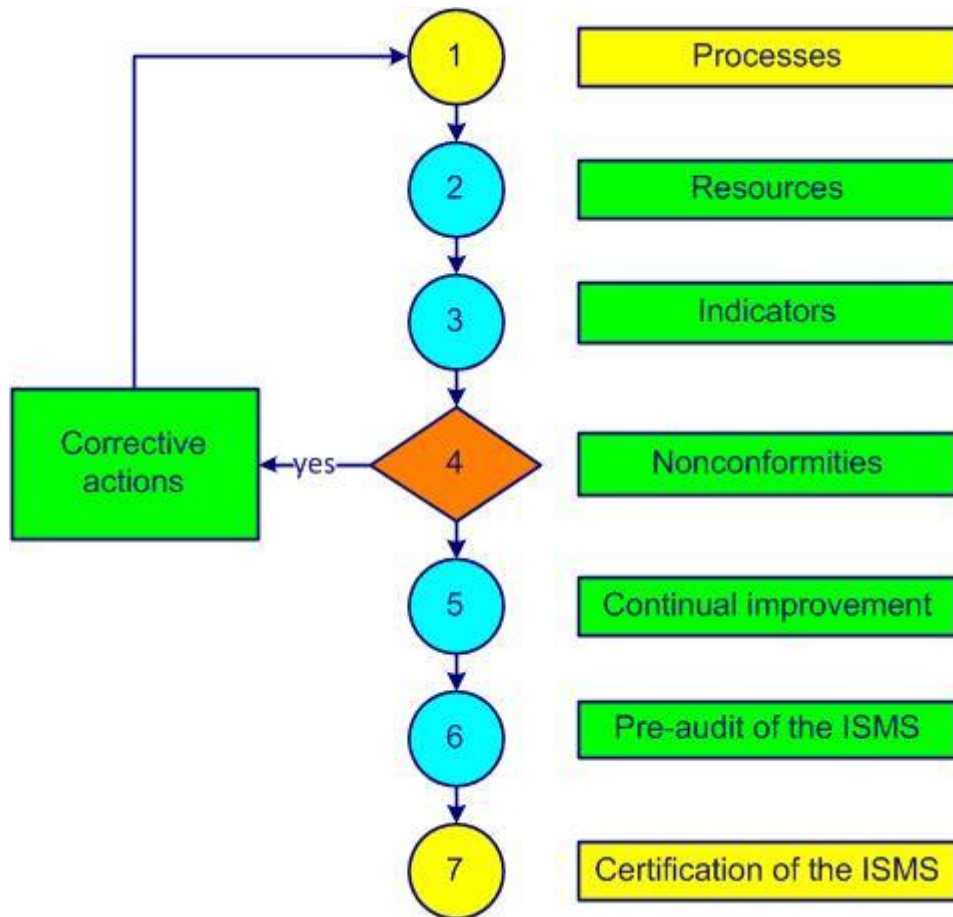 1
Processes
2
Resources
3
Indicators
Corrective
actions
yes
4
Nonconformities
5
Continual improvement
6
Pre-audit of the ISMS
7
Certification of the ISMS